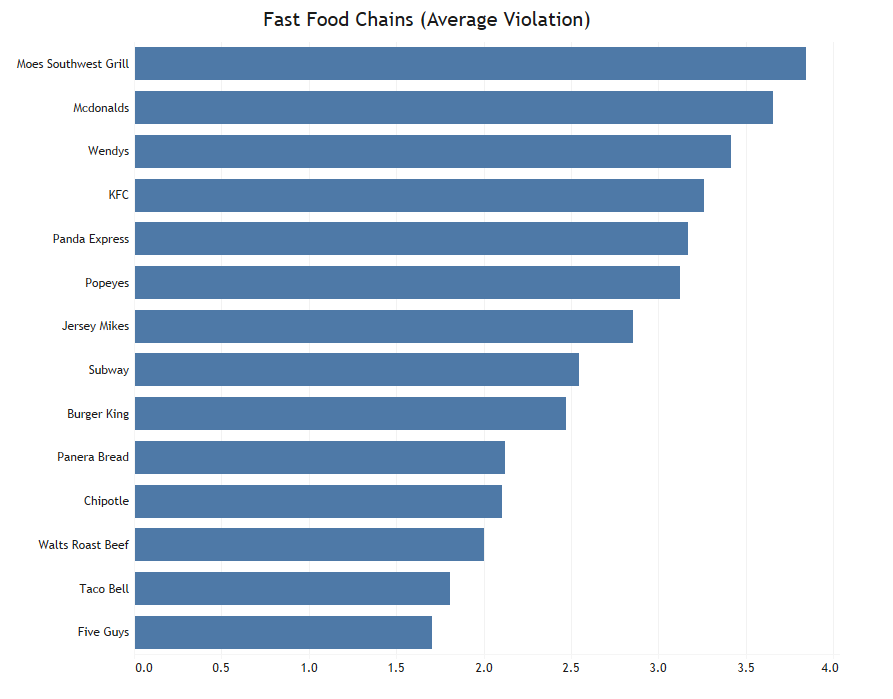 Fast Food Chains (Average Violation)
Moes Southwest Grill
Mcdonalds
Wendys
KFC
Panda Express
Popeyes
Jersey Mikes
Subway
Burger King
Panera Bread
Chipotle
Walts Roast Beef
Taco Bell
Five Guys
0.0 0.5 1.0 1.5 2.0 2.5 3.0 3.5 4.0